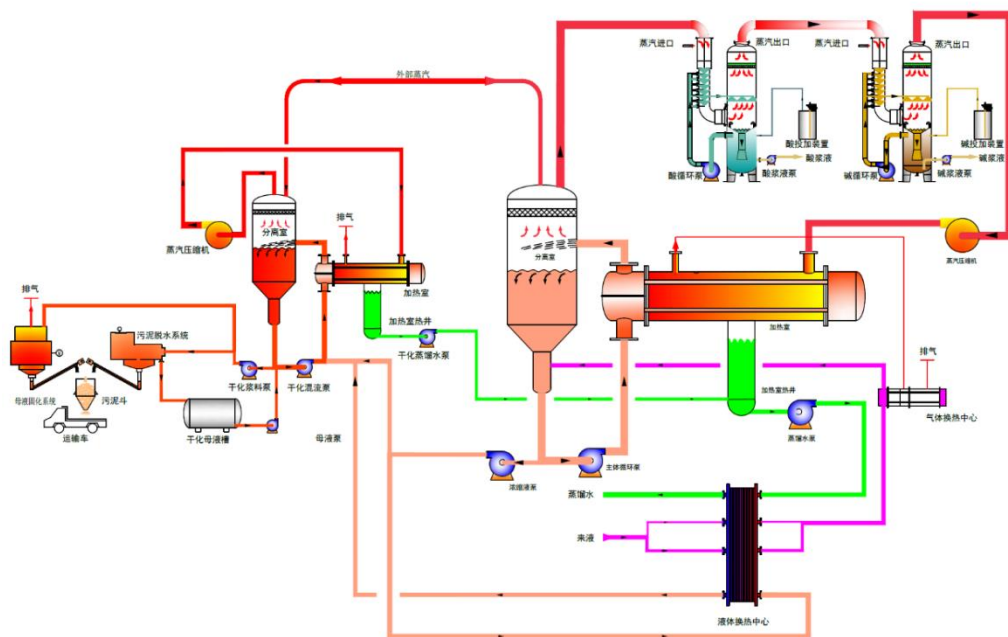 蒸汽进口
蒸汽出口
蒸汽进口
蒸汽出口
外部蒸汽
酸投加装置
酸浆液
酸循环泵
酸浆液泵
碱投加装置
碱浆液
碱循环泵
碱浆液泵
蒸汽压缩机
分离室
排气
加热室
分离室
蒸汽压缩机
加热室
排气
污泥脱水系统
加热室热井
干化蒸馏水泵
排气
母液固化系统
污泥斗
运输车
干化浆料泵
干化混流泵
干化母液槽
母液泵
浓缩液泵
主体循环泵
加热室热井
蒸馏水泵
气体换热中心
蒸馏水
来液
液体换热中心